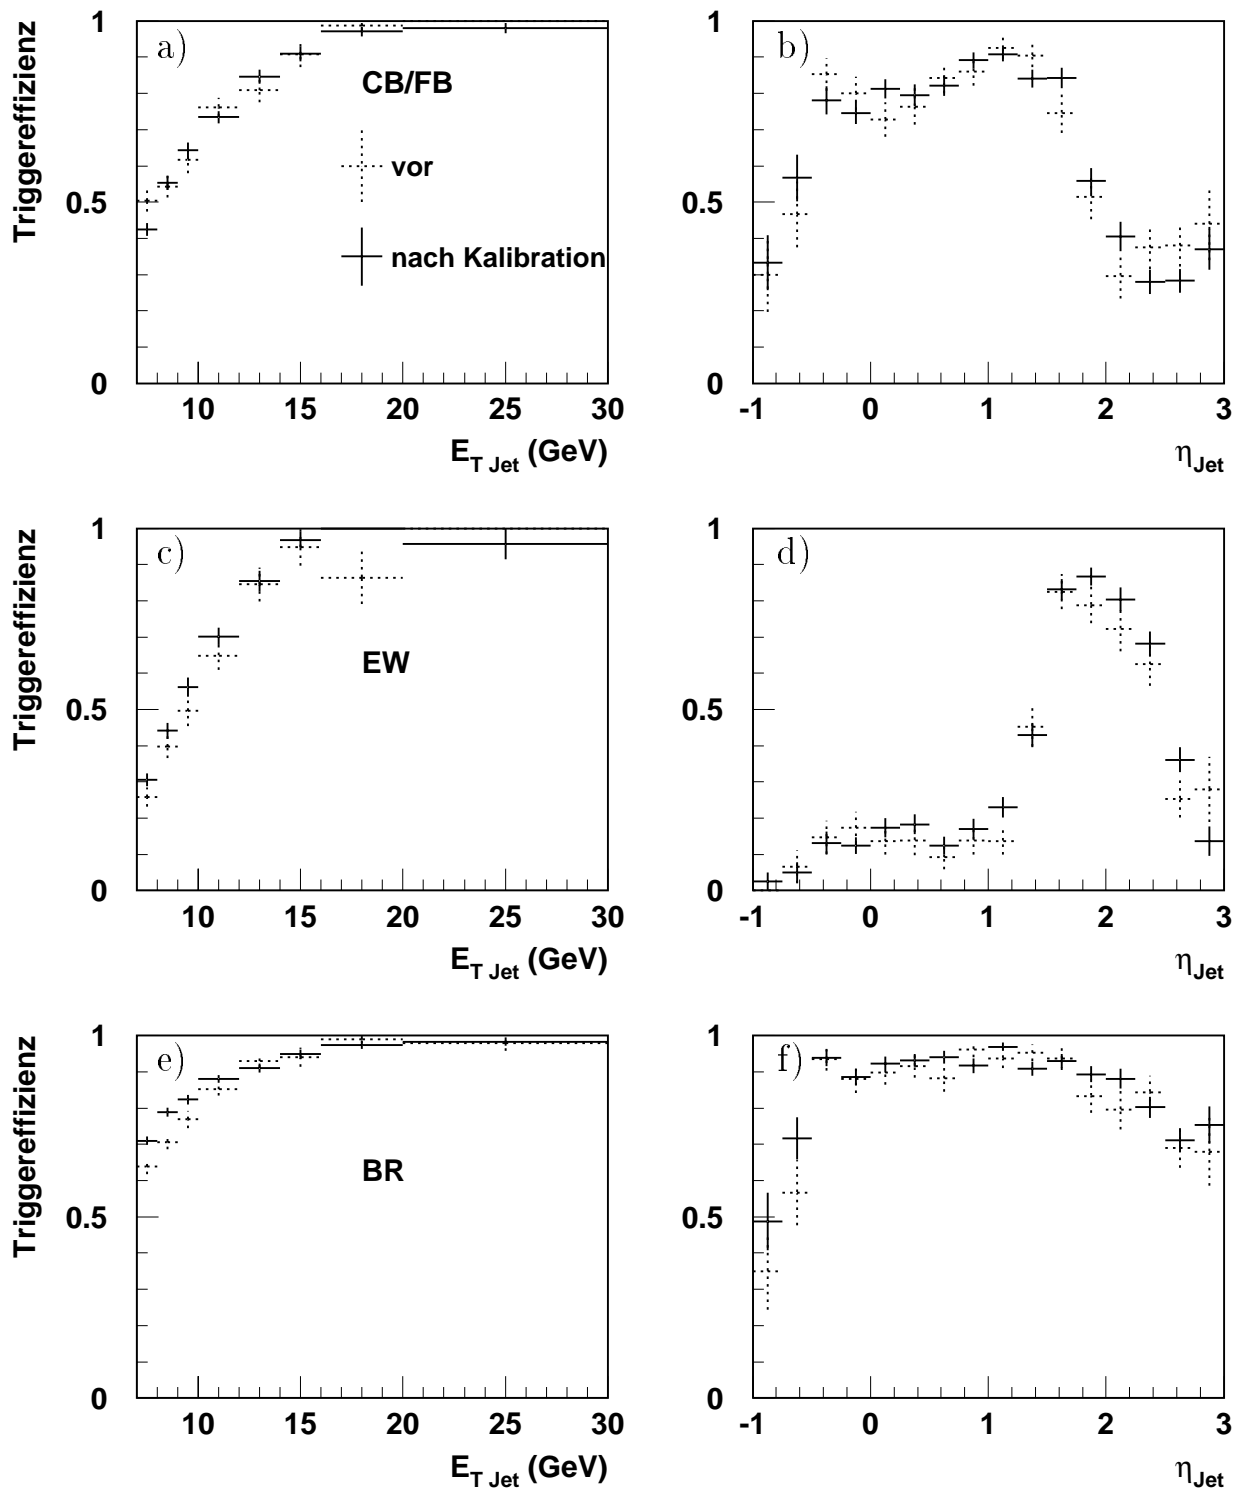 Triggereffizienz
1
0.5
0
a)
CB/FB
vor
nach Kalibration
10 15 20 25 30
E_T Jet (GeV)
1
0.5
0
b)
-1 0 1 2 3
η_Jet
Triggereffizienz
1
0.5
0
c)
EW
10 15 20 25 30
E_T Jet (GeV)
1
0.5
0
d)
-1 0 1 2 3
η_Jet
Triggereffizienz
1
0.5
0
e)
BR
10 15 20 25 30
E_T Jet (GeV)
1
0.5
0
f)
-1 0 1 2 3
η_Jet